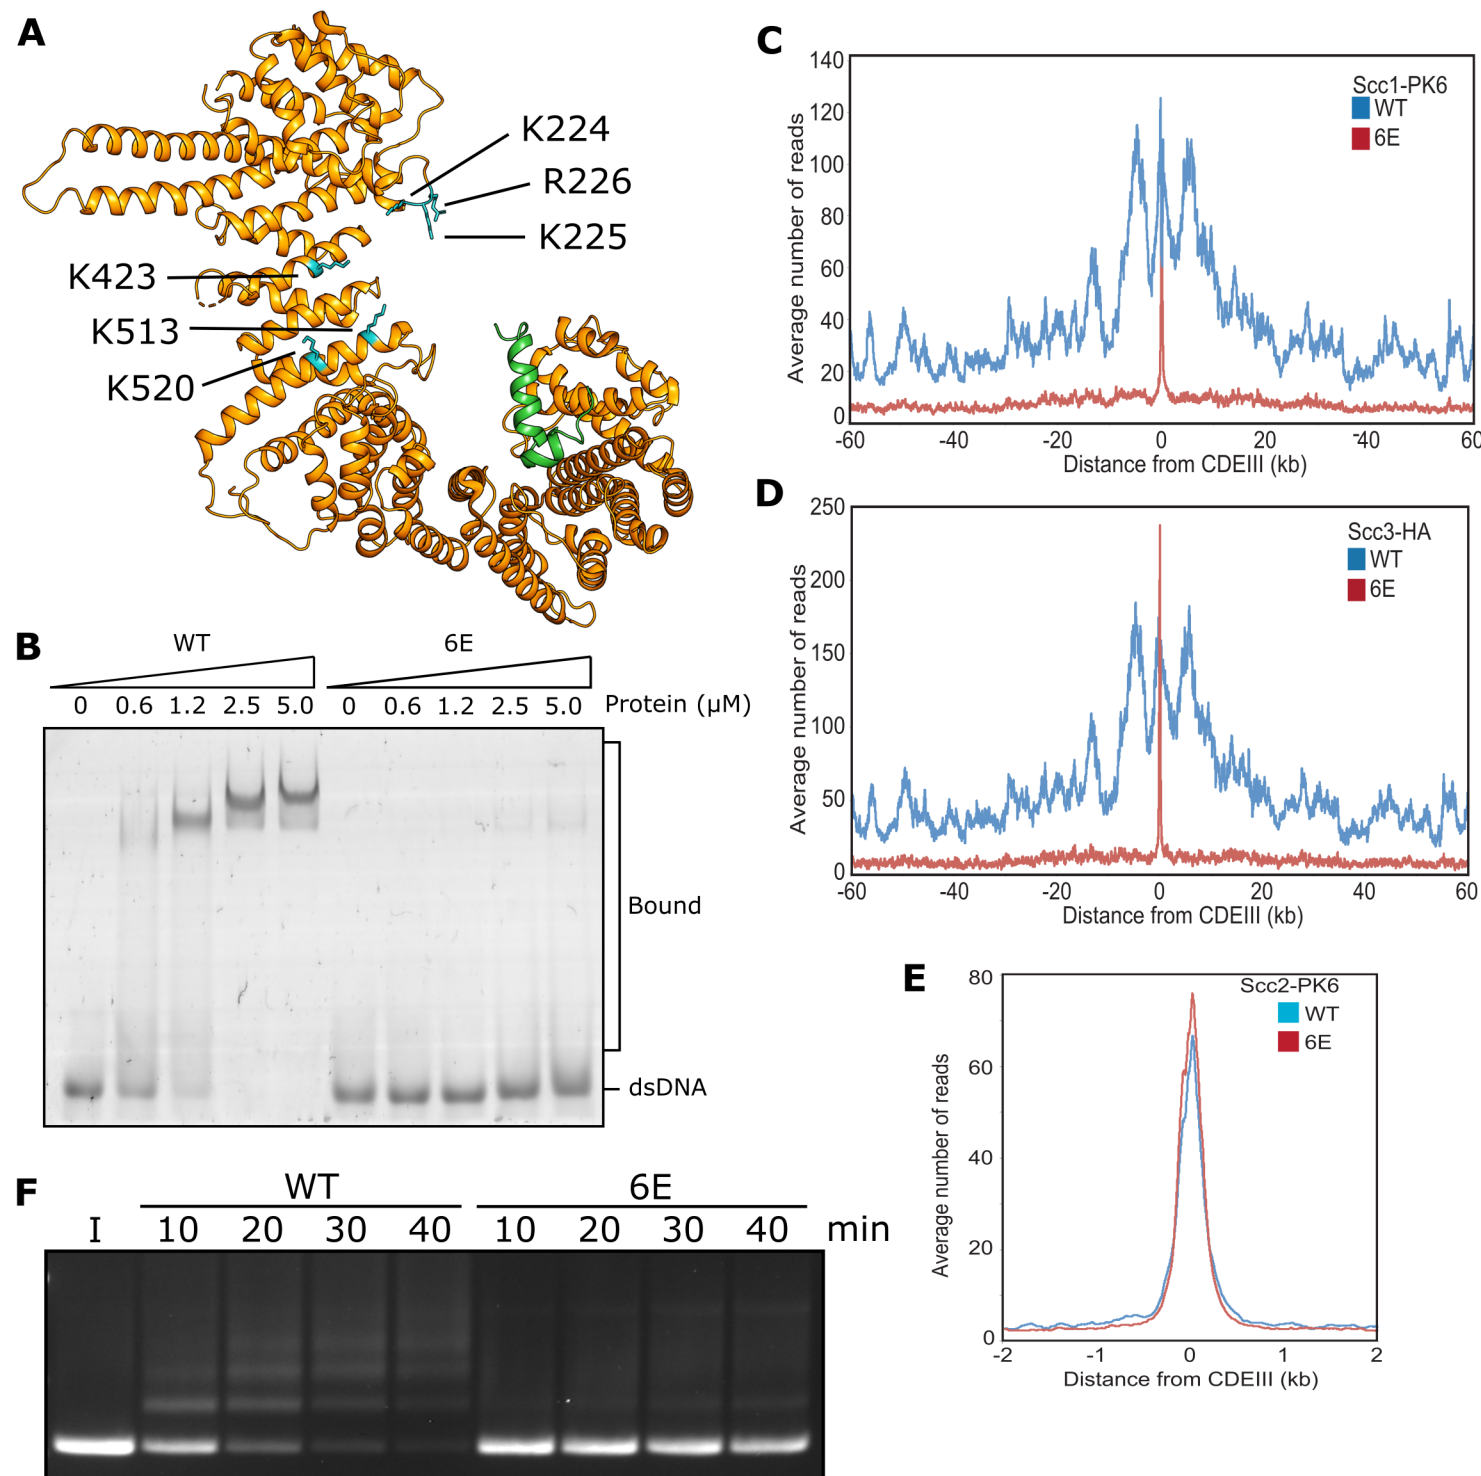 A
K224
R226
K225
K423
K513
K520
B
WT
6E
0 0.6 1.2 2.5 5.0 0 0.6 1.2 2.5 5.0 Protein (μM)
Bound
dsDNA
C
Scc1-PK6
WT
6E
Average number of reads
140
120
100
80
60
40
20
0
-60 -40 -20 0 20 40 60
Distance from CDEIII (kb)
D
Scc3-HA
WT
6E
Average number of reads
250
200
150
100
50
0
-60 -40 -20 0 20 40 60
Distance from CDEIII (kb)
E
Scc2-PK6
WT
6E
Average number of reads
80
60
40
20
0
-2 -1 0 1 2
Distance from CDEIII (kb)
F
WT 6E
I 10 20 30 40 10 20 30 40 min